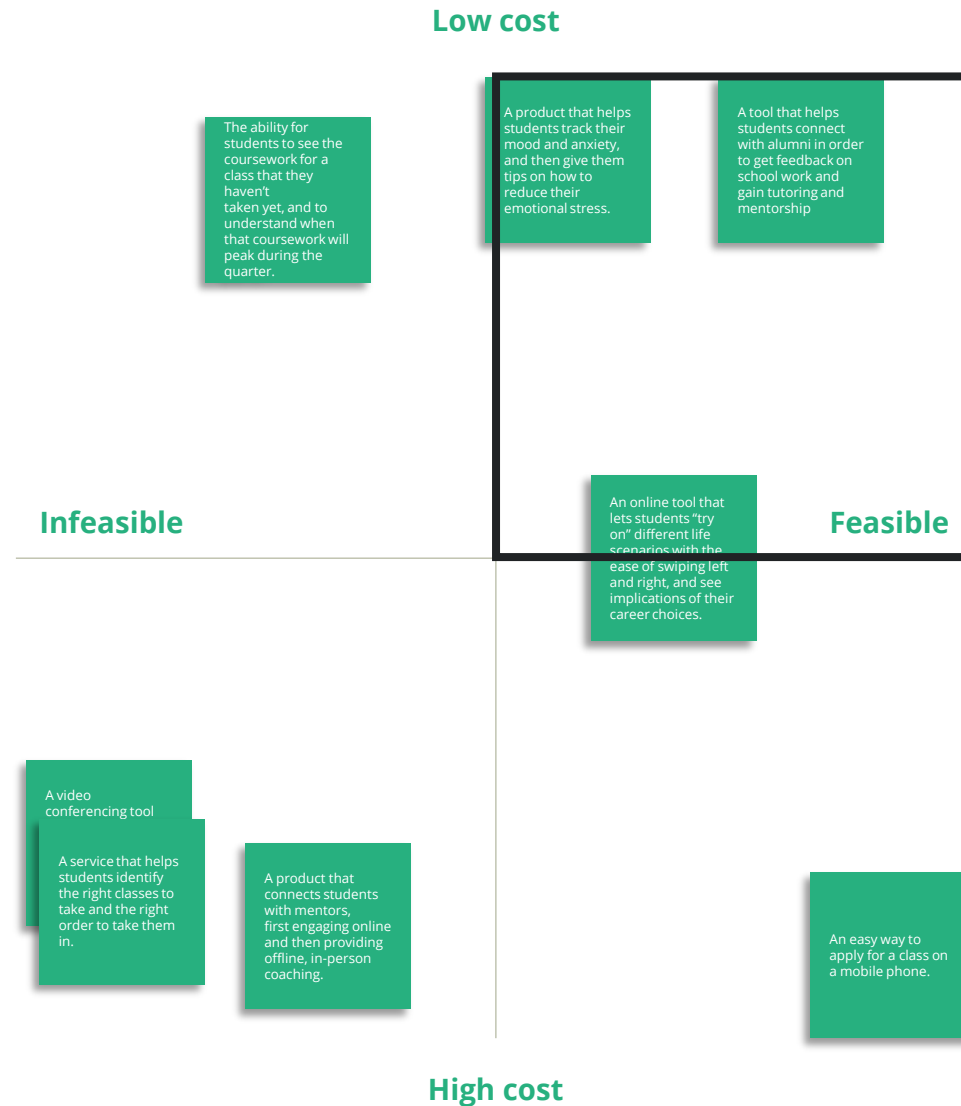 Low cost
The ability for
students to see the
coursework for a
class that they
haven't
taken yet, and to
understand when
that coursework will
peak during the
quarter.
A product that helps
students track their
mood and anxiety,
and then give them
tips on how to
reduce their
emotional stress.
A tool that helps
students connect
with alumni in order
to get feedback on
school work and
gain tutoring and
mentorship
Infeasible
An online tool that
lets students “try
on” different life
scenarios with the
ease of swiping left
and right, and see
implications of their
career choices.
Feasible
A video
conferencing tool
A service that helps
students identify
the right classes to
take and the right
order to take them
in.
A product that
connects students
with mentors,
first engaging online
and then providing
offline, in-person
coaching.
An easy way to
apply for a class on
a mobile phone.
High cost